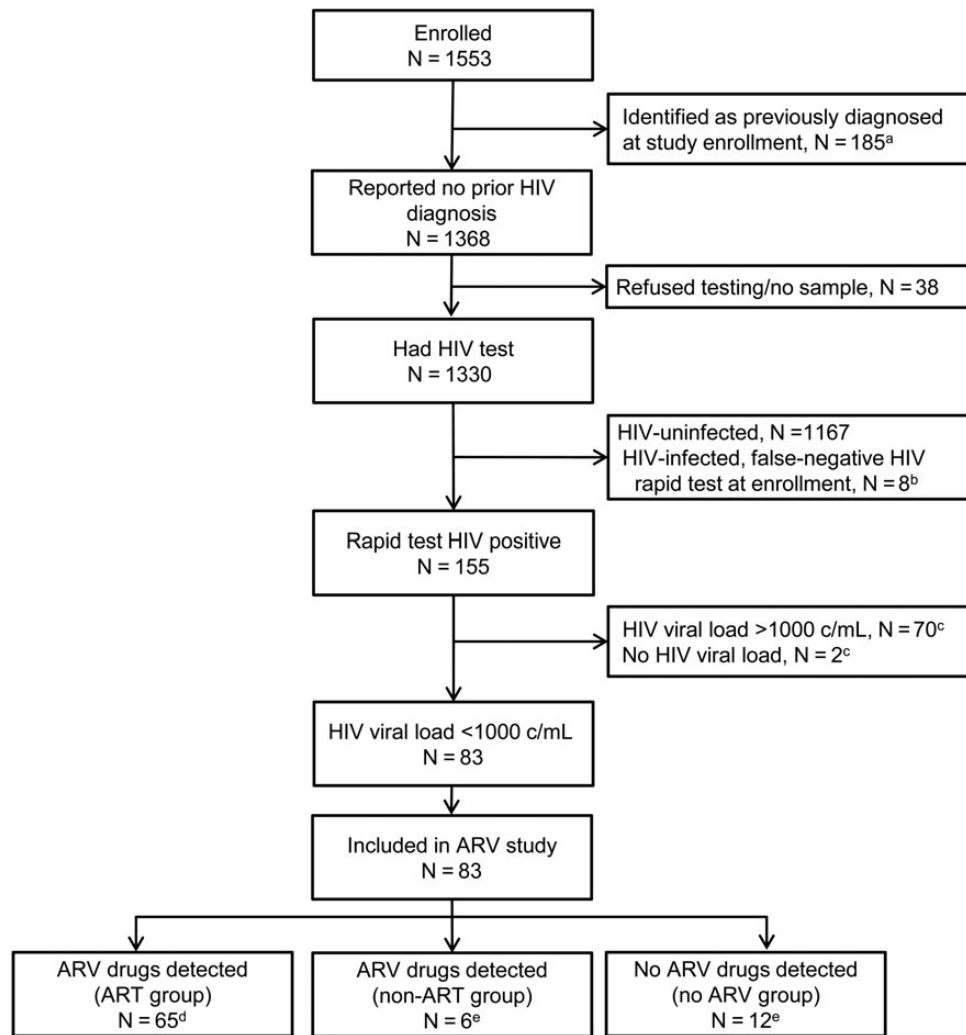 Enrolled
N = 1553
Identified as previously diagnosed
at study enrollment, N = 185ᵃ
Reported no prior HIV
diagnosis
N = 1368
Refused testing/no sample, N = 38
Had HIV test
N = 1330
HIV-uninfected, N =1167
HIV-infected, false-negative HIV
rapid test at enrollment, N = 8ᵇ
Rapid test HIV positive
N = 155
HIV viral load >1000 c/mL, N = 70ᶜ
No HIV viral load, N = 2ᶜ
HIV viral load <1000 c/mL
N = 83
Included in ARV study
N = 83
ARV drugs detected
(ART group)
N = 65ᵈ
ARV drugs detected
(non-ART group)
N = 6ᵉ
No ARV drugs detected
(no ARV group)
N = 12ᵉ